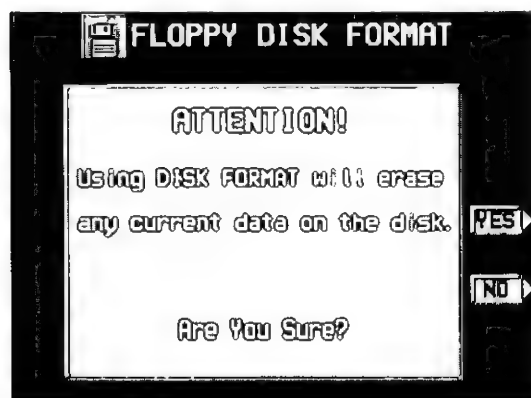 FLOPPY DISK FORMAT
ATTENTION!
Using DISK FORMAT will erase
any current data on the disk.
YES
NO
Are You Sure?